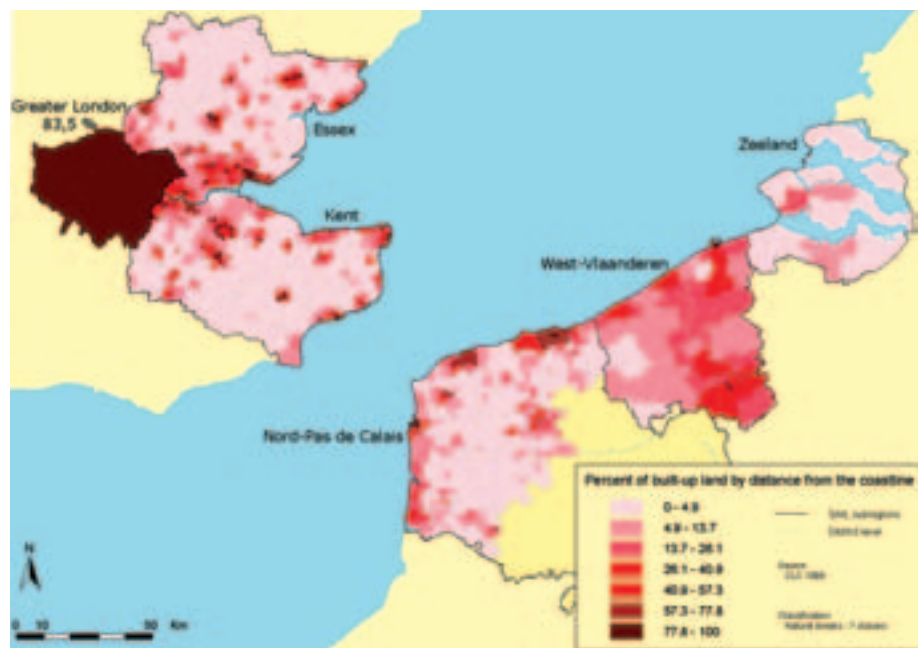 Greater London
83,5 %
Essex
Kent
Zeeland
West-Vlaanderen
Nord-Pas de Calais
N
0 10 30 Km
Percent of built-up land by distance from the coastline
0 - 4.9
4.9 - 13.7
13.7 - 26.1
26.1 - 40.9
40.9 - 57.3
57.3 - 77.8
77.8 - 100
District level
Source
Classification
Natural breaks - 7 classes